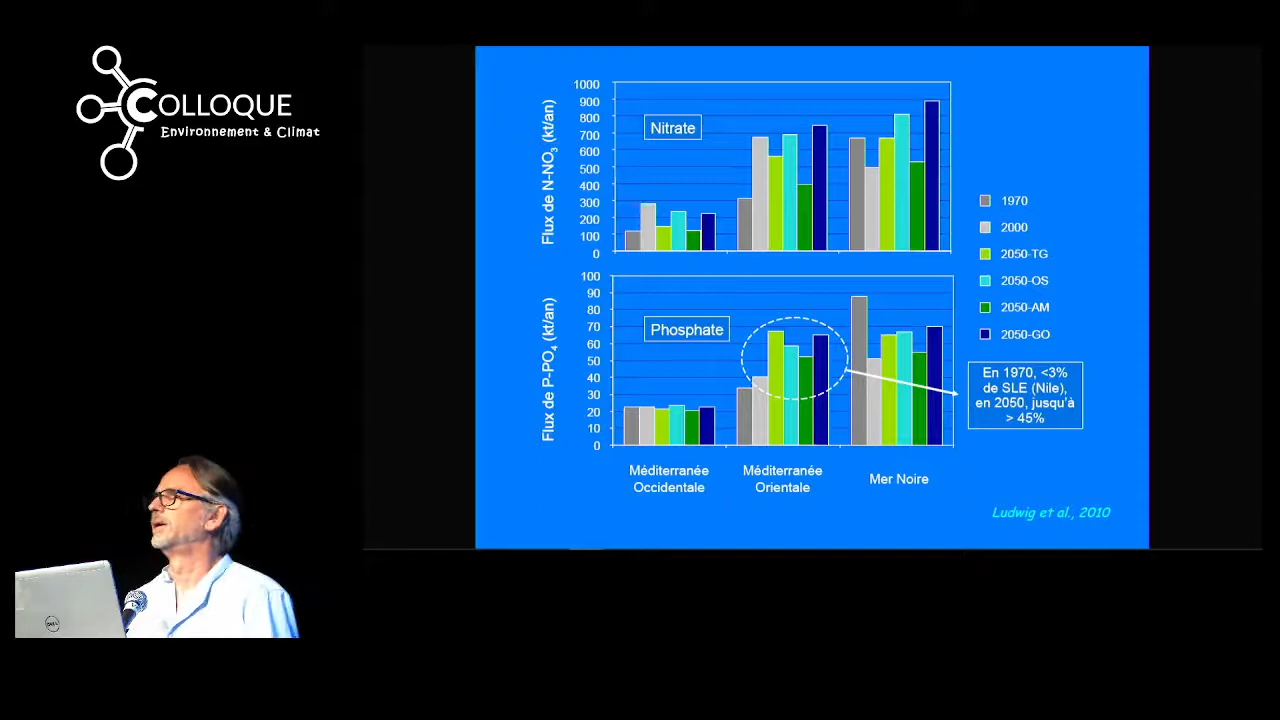 COLLOQUE
Environnement & Climat
Flux de N-NO3 (kt/an)
1000
900
800
700
600
500
400
300
200
100
0
Nitrate
Flux de P-PO4 (kt/an)
100
90
80
70
60
50
40
30
20
10
0
Phosphate
Méditerranée
Occidentale
Méditerranée
Orientale
Mer Noire
1970
2000
2050-TG
2050-OS
2050-AM
2050-GO
En 1970, <3%
de SLE (Nile),
en 2050, jusqu'à
> 45%
Ludwig et al., 2010
DELL